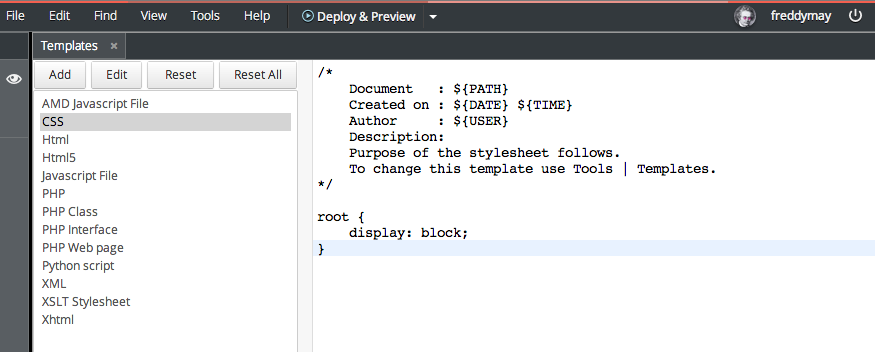 File Edit Find View Tools Help Deploy & Preview freddymay
Templates ×
Add Edit Reset Reset All
AMD Javascript File
CSS
Html
Html5
Javascript File
PHP
PHP Class
PHP Interface
PHP Web page
Python script
XML
XSLT Stylesheet
Xhtml
/*
    Document   : ${PATH}
    Created on : ${DATE} ${TIME}
    Author     : ${USER}
    Description:
    Purpose of the stylesheet follows.
    To change this template use Tools | Templates.
*/

root {
    display: block;
}